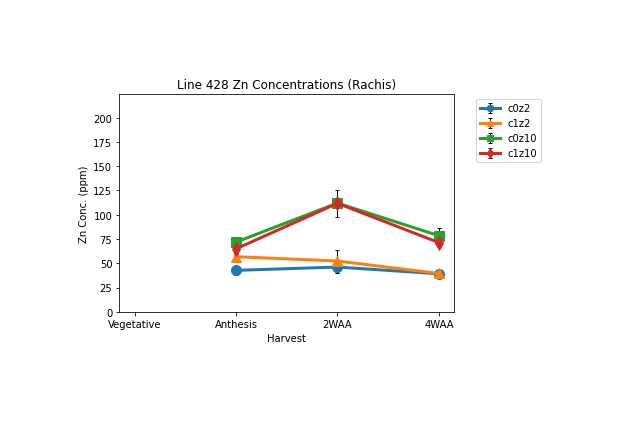 Line 428 Zn Concentrations (Rachis)
200
175
150
125
100
75
50
25
0
Zn Conc. (ppm)
Vegetative Anthesis 2WAA 4WAA
Harvest
c0z2
c1z2
c0z10
c1z10